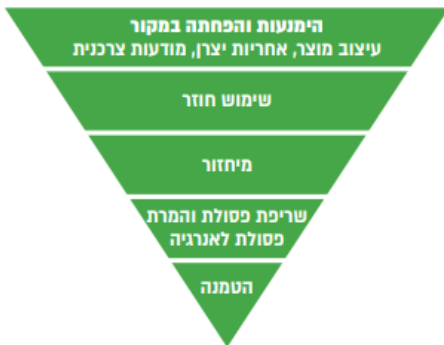 הימנעות והפחתה במקור
עיצוב מוצר, אחריות יצרן, מודעות צרכנית
שימוש חוזר
מיחזור
שריפת פסולת והמרת
פסולת לאנרגיה
הטמנה